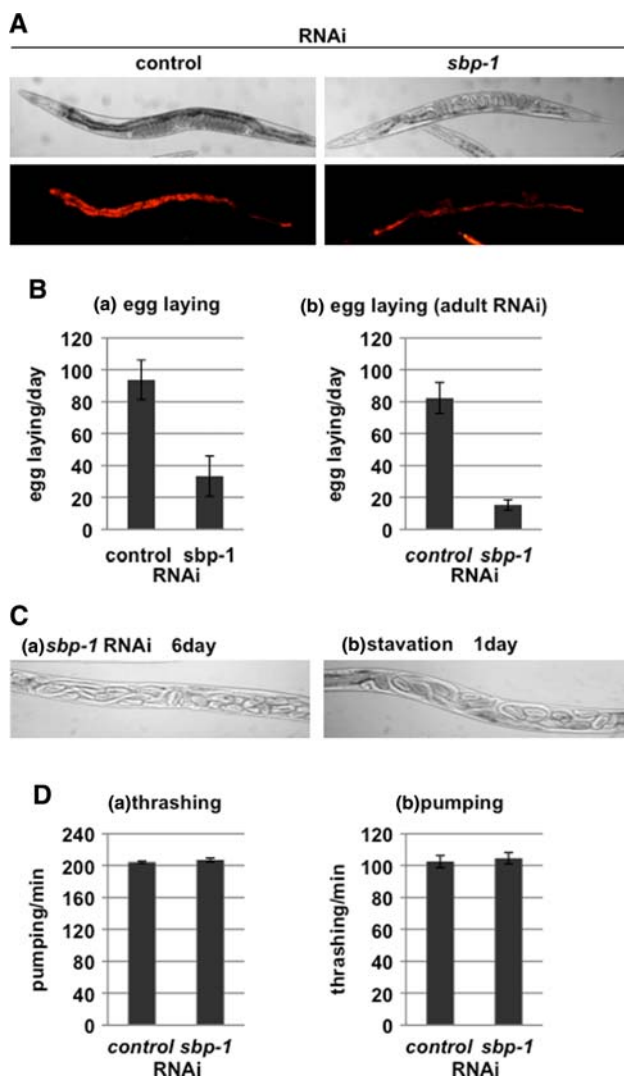 A
RNAi
control sbp-1
B
(a) egg laying (b) egg laying (adult RNAi)
egg laying/day
120
100
80
60
40
20
0
control sbp-1
RNAi
egg laying/day
120
100
80
60
40
20
0
control sbp-1
RNAi
C
(a)sbp-1 RNAi 6day (b)stavation 1day
D
(a)thrashing (b)pumping
pumping/min
240
200
160
120
80
40
0
control sbp-1
RNAi
thrashing/min
120
100
80
60
40
20
0
control sbp-1
RNAi